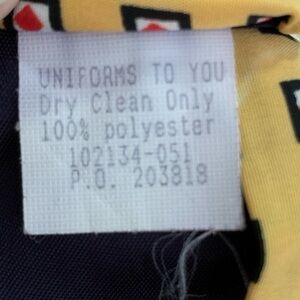 UNIFORMS TO YOU
Dry Clean Only
100% polyester
102134-051
P.O. 203818